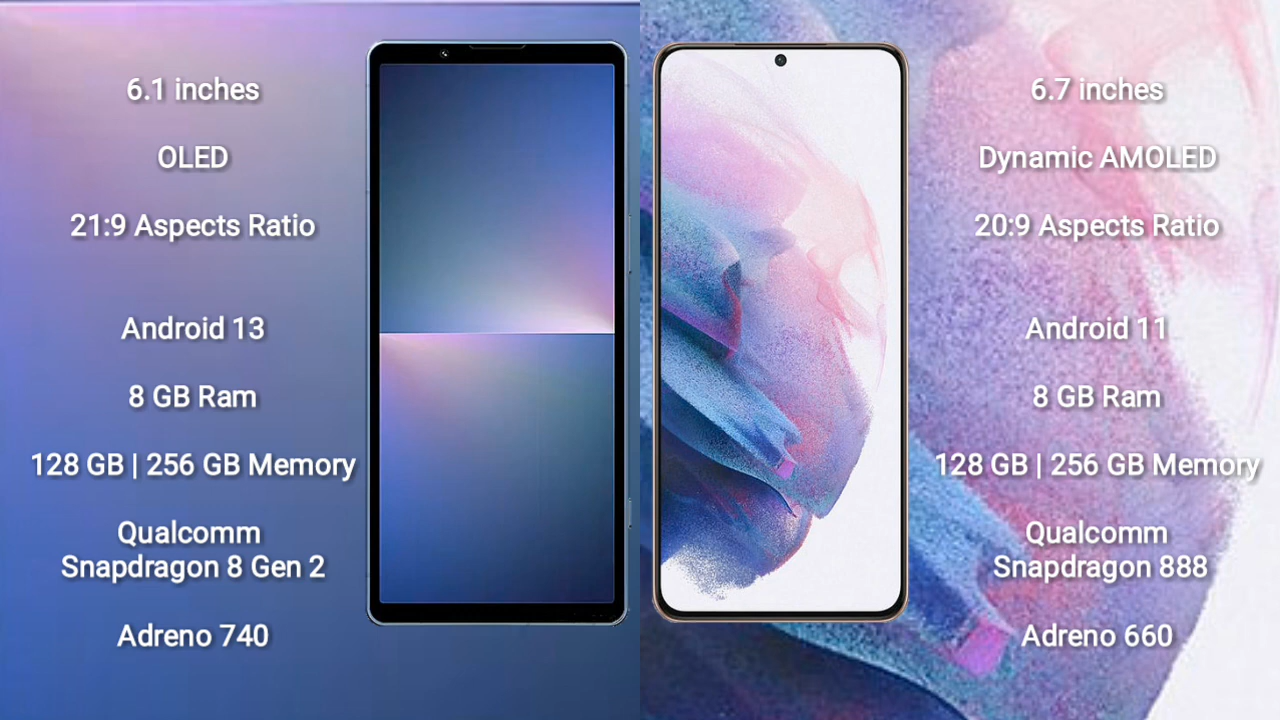 6.1 inches
OLED
21:9 Aspects Ratio
Android 13
8 GB Ram
128 GB | 256 GB Memory
Qualcomm
Snapdragon 8 Gen 2
Adreno 740
6.7 inches
Dynamic AMOLED
20:9 Aspects Ratio
Android 11
8 GB Ram
128 GB | 256 GB Memory
Qualcomm
Snapdragon 888
Adreno 660